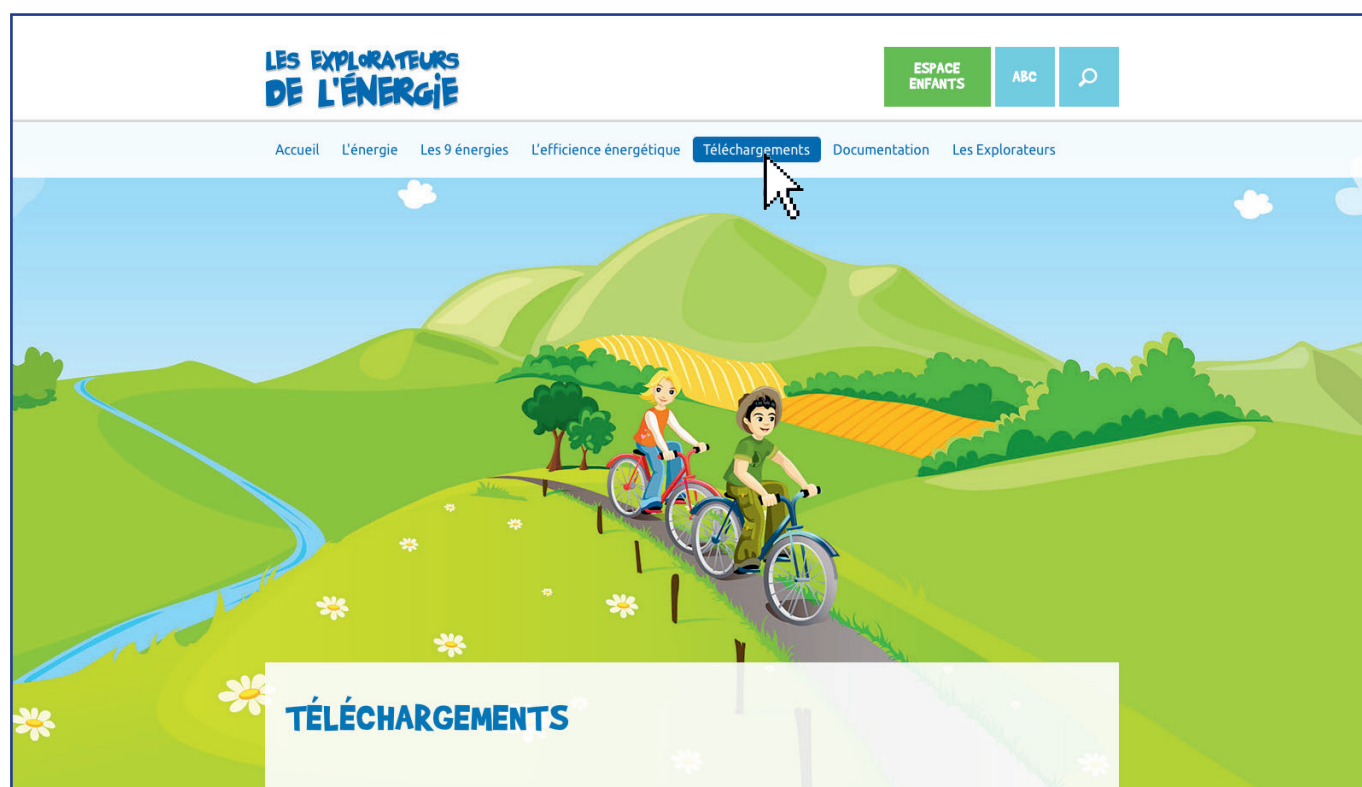 LES EXPLORATEURS
DE L'ÉNERGIE
ESPACE
ENFANTS
ABC
Accueil L'énergie Les 9 énergies L'efficience énergétique Téléchargements Documentation Les Explorateurs
TÉLÉCHARGEMENTS